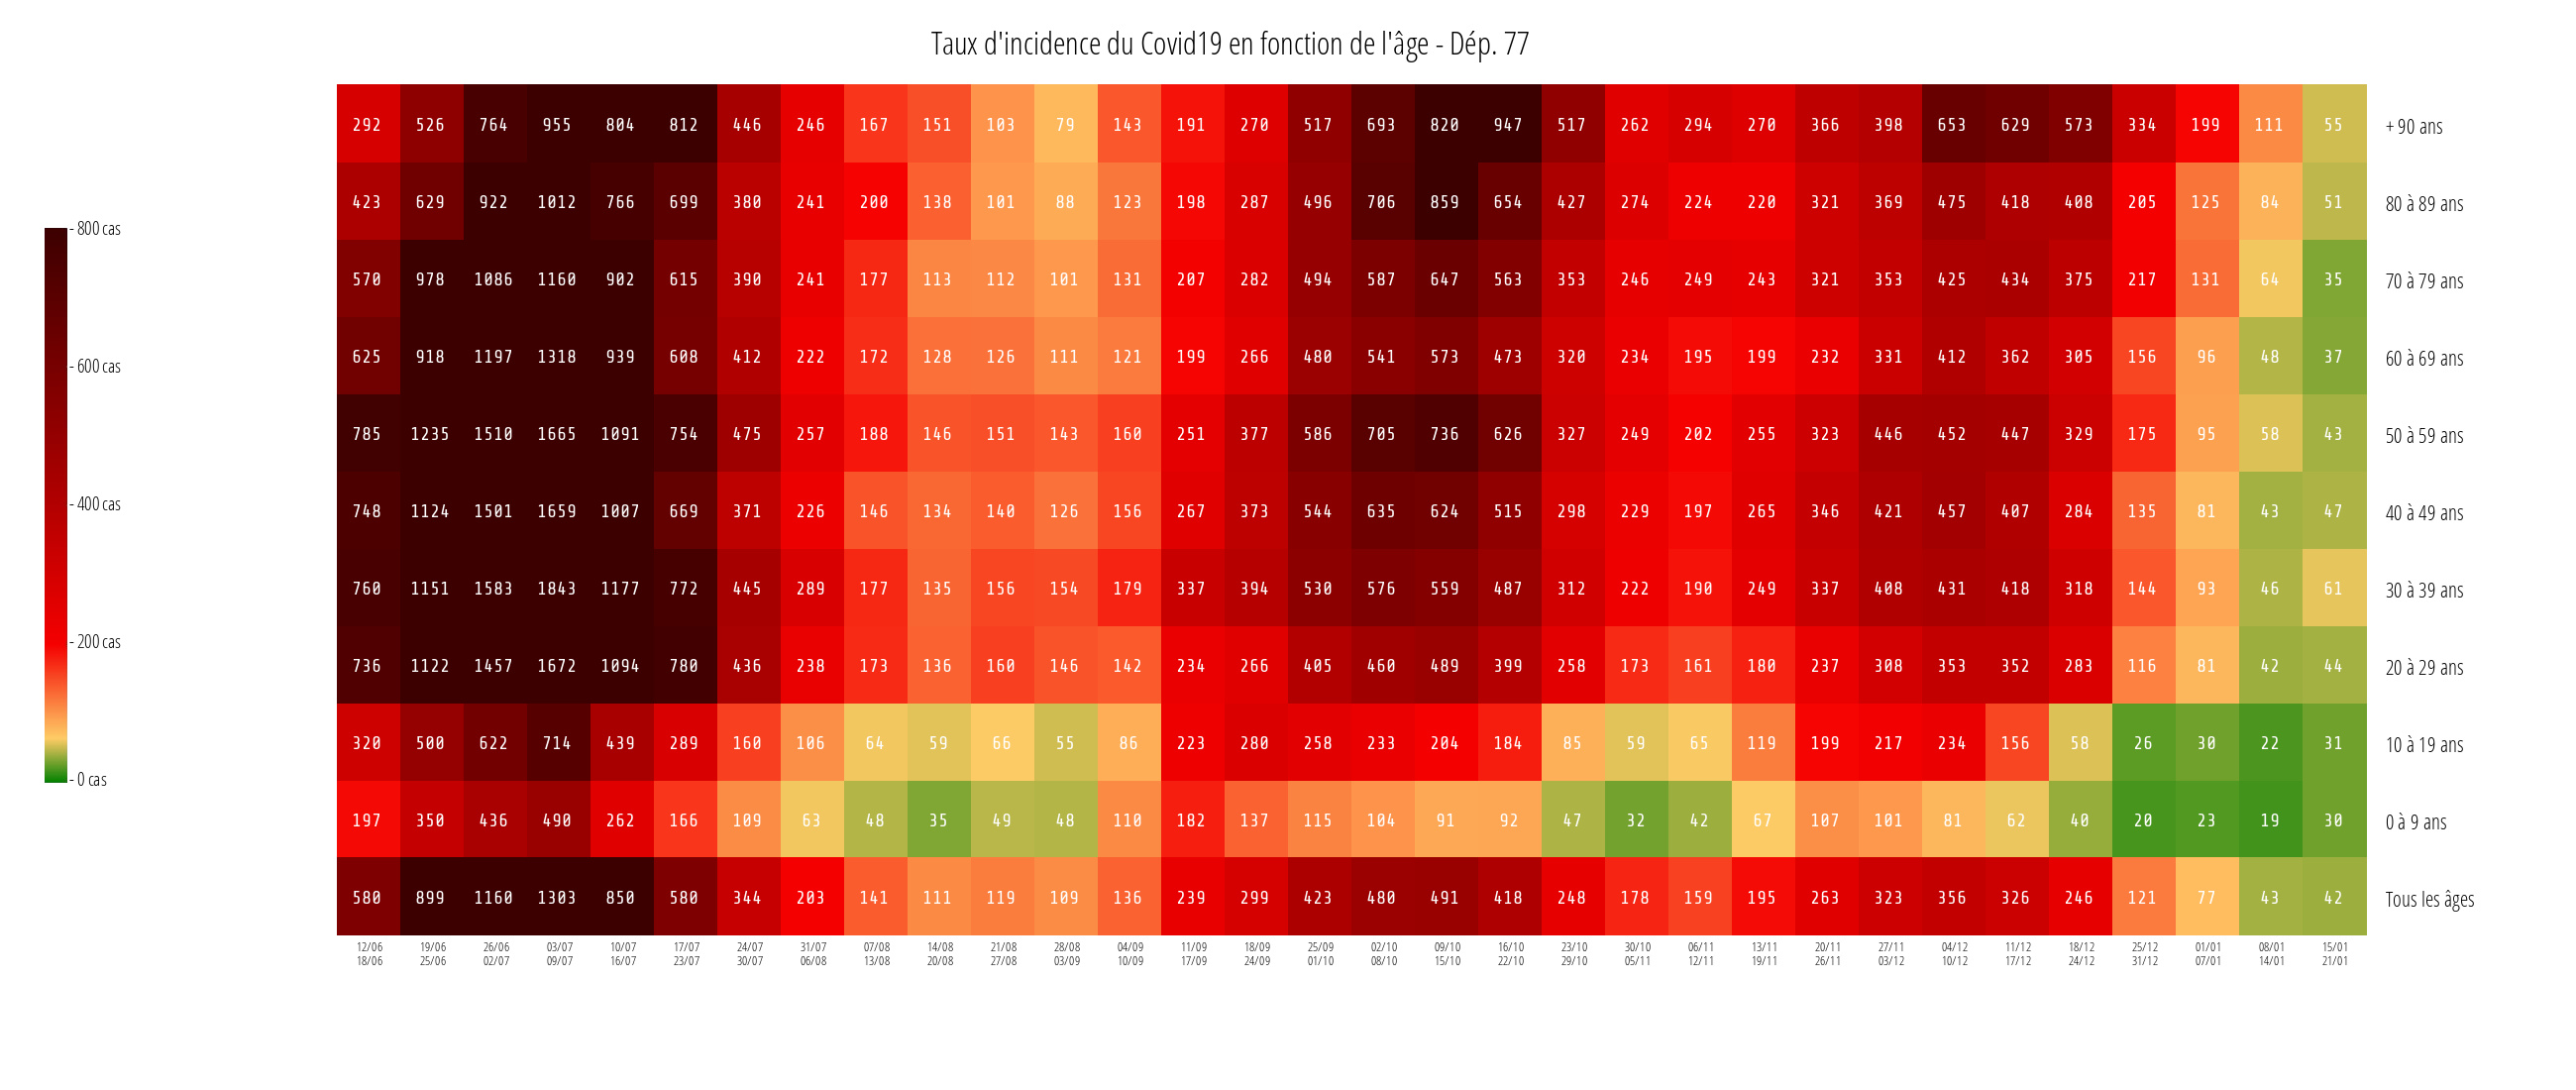 Taux d'incidence du Covid19 en fonction de l'âge - Dép. 77
292 526 764 955 804 812 446 246 167 151 103 79 143 191 270 517 693 820 947 517 262 294 270 366 398 653 629 573 334 199 111 55 + 90 ans
423 629 922 1012 766 699 380 241 200 138 101 88 123 198 287 496 706 859 654 427 274 224 220 321 369 475 418 408 205 125 84 51 80 à 89 ans
- 800 cas
570 978 1086 1160 902 615 390 241 177 113 112 101 131 207 282 494 587 647 563 353 246 249 243 321 353 425 434 375 217 131 64 35 70 à 79 ans
625 918 1197 1318 939 608 412 222 172 128 126 111 121 199 266 480 541 573 473 320 234 195 199 232 331 412 362 305 156 96 48 37 60 à 69 ans
- 600 cas
785 1235 1510 1665 1091 754 475 257 188 146 151 143 160 251 377 586 705 736 626 327 249 202 255 323 446 452 447 329 175 95 58 43 50 à 59 ans
- 400 cas
748 1124 1501 1659 1007 669 371 226 146 134 140 126 156 267 373 544 635 624 515 298 229 197 265 346 421 457 407 284 135 81 43 47 40 à 49 ans
760 1151 1583 1843 1177 772 445 289 177 135 156 154 179 337 394 530 576 559 487 312 222 190 249 337 408 431 418 318 144 93 46 61 30 à 39 ans
- 200 cas
736 1122 1457 1672 1094 780 436 238 173 136 160 146 142 234 266 405 460 489 399 258 173 161 180 237 308 353 352 283 116 81 42 44 20 à 29 ans
320 500 622 714 439 289 160 106 64 59 66 55 86 223 280 258 233 204 184 85 59 65 119 199 217 234 156 58 26 30 22 31 10 à 19 ans
- 0 cas
197 350 436 490 262 166 109 63 48 35 49 48 110 182 137 115 104 91 92 47 32 42 67 107 101 81 62 40 20 23 19 30 0 à 9 ans
580 899 1160 1303 850 580 344 203 141 111 119 109 136 239 299 423 480 491 418 248 178 159 195 263 323 356 326 246 121 77 43 42 Tous les âges
12/06 19/06 26/06 03/07 10/07 17/07 24/07 31/07 07/08 14/08 21/08 28/08 04/09 11/09 18/09 25/09 02/10 09/10 16/10 23/10 30/10 06/11 13/11 20/11 27/11 04/12 11/12 18/12 25/12 01/01 08/01 15/01
18/06 25/06 02/07 09/07 16/07 23/07 30/07 06/08 13/08 20/08 27/08 03/09 10/09 17/09 24/09 01/10 08/10 15/10 22/10 29/10 05/11 12/11 19/11 26/11 03/12 10/12 17/12 24/12 31/12 07/01 14/01 21/01